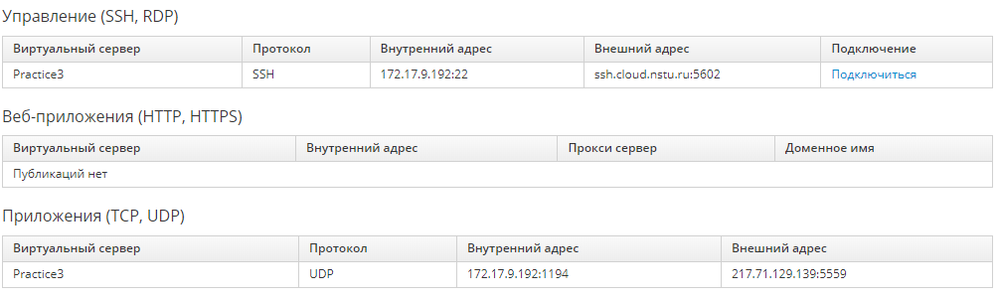 Управление (SSH, RDP)
Виртуальный сервер Протокол Внутренний адрес Внешний адрес Подключение
Practice3 SSH 172.17.9.192:22 ssh.cloud.nstu.ru:5602 Подключиться
Веб-приложения (HTTP, HTTPS)
Виртуальный сервер Внутренний адрес Прокси сервер Доменное имя
Публикаций нет
Приложения (TCP, UDP)
Виртуальный сервер Протокол Внутренний адрес Внешний адрес
Practice3 UDP 172.17.9.192:1194 217.71.129.139:5559